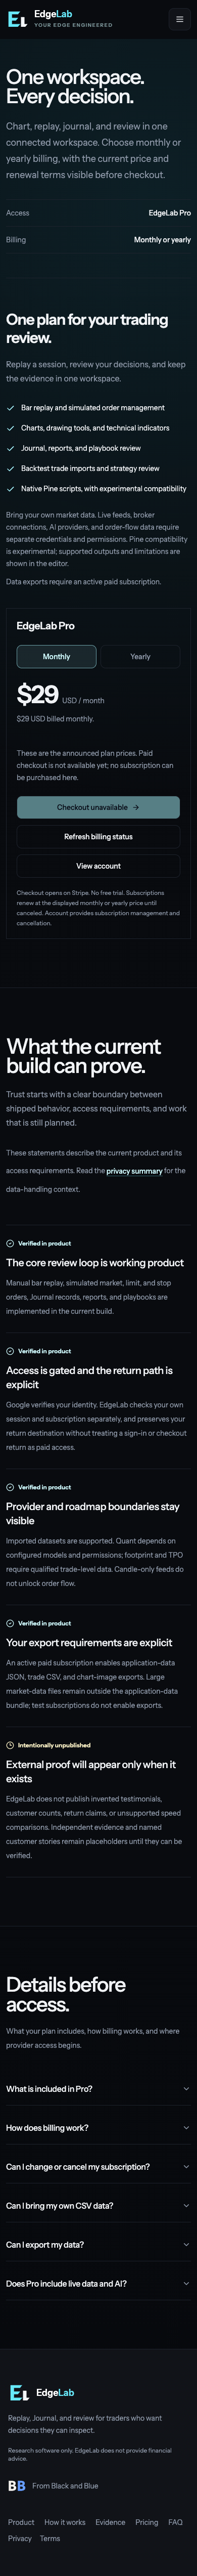 EdgeLab
YOUR EDGE ENGINEERED
One workspace.
Every decision.
Chart, replay, journal, and review in one
connected workspace. Choose monthly or
yearly billing, with the current price and
renewal terms visible before checkout.
Access EdgeLab Pro
Billing Monthly or yearly
One plan for your trading
review.
Replay a session, review your decisions, and keep
the evidence in one workspace.
Bar replay and simulated order management
Charts, drawing tools, and technical indicators
Journal, reports, and playbook review
Backtest trade imports and strategy review
Native Pine scripts, with experimental compatibility
Bring your own market data. Live feeds, broker
connections, AI providers, and order-flow data require
separate credentials and permissions. Pine compatibility
is experimental; supported outputs and limitations are
shown in the editor.
Data exports require an active paid subscription.
EdgeLab Pro
Monthly Yearly
$29 USD / month
$29 USD billed monthly.
These are the announced plan prices. Paid
checkout is not available yet; no subscription can
be purchased here.
Checkout unavailable →
Refresh billing status
View account
Checkout opens on Stripe. No free trial. Subscriptions
renew at the displayed monthly or yearly price until
canceled. Account provides subscription management and
cancellation.
What the current
build can prove.
Trust starts with a clear boundary between
shipped behavior, access requirements, and work
that is still planned.
These statements describe the current product and its
access requirements. Read the privacy summary for the
data-handling context.
Verified in product
The core review loop is working product
Manual bar replay, simulated market, limit, and stop
orders, Journal records, reports, and playbooks are
implemented in the current build.
Verified in product
Access is gated and the return path is
explicit
Google verifies your identity. EdgeLab checks your own
session and subscription separately, and preserves your
return destination without treating a sign-in or checkout
return as paid access.
Verified in product
Provider and roadmap boundaries stay
visible
Imported datasets are supported. Quant depends on
configured models and permissions; footprint and TPO
require qualified trade-level data. Candle-only feeds do
not unlock order flow.
Verified in product
Your export requirements are explicit
An active paid subscription enables application-data
JSON, trade CSV, and chart-image exports. Large
market-data files remain outside the application-data
bundle; test subscriptions do not enable exports.
Intentionally unpublished
External proof will appear only when it
exists
EdgeLab does not publish invented testimonials,
customer counts, return claims, or unsupported speed
comparisons. Independent evidence and named
customer stories remain placeholders until they can be
verified.
Details before
access.
What your plan includes, how billing works, and where
provider access begins.
What is included in Pro?
How does billing work?
Can I change or cancel my subscription?
Can I bring my own CSV data?
Can I export my data?
Does Pro include live data and AI?
EdgeLab
Replay, Journal, and review for traders who want
decisions they can inspect.
Research software only. EdgeLab does not provide financial
advice.
BB From Black and Blue
Product How it works Evidence Pricing FAQ
Privacy Terms